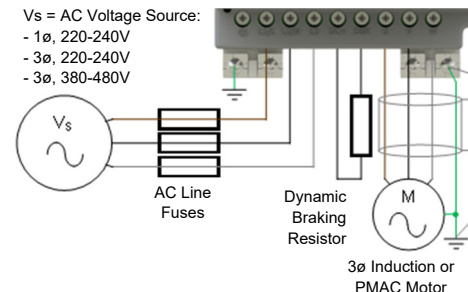 Vs = AC Voltage Source:
- 1ø, 220-240V
- 3ø, 220-240V
- 3ø, 380-480V
Vs
AC Line
Fuses
Dynamic
Braking
Resistor
M
3ø Induction or
PMAC Motor